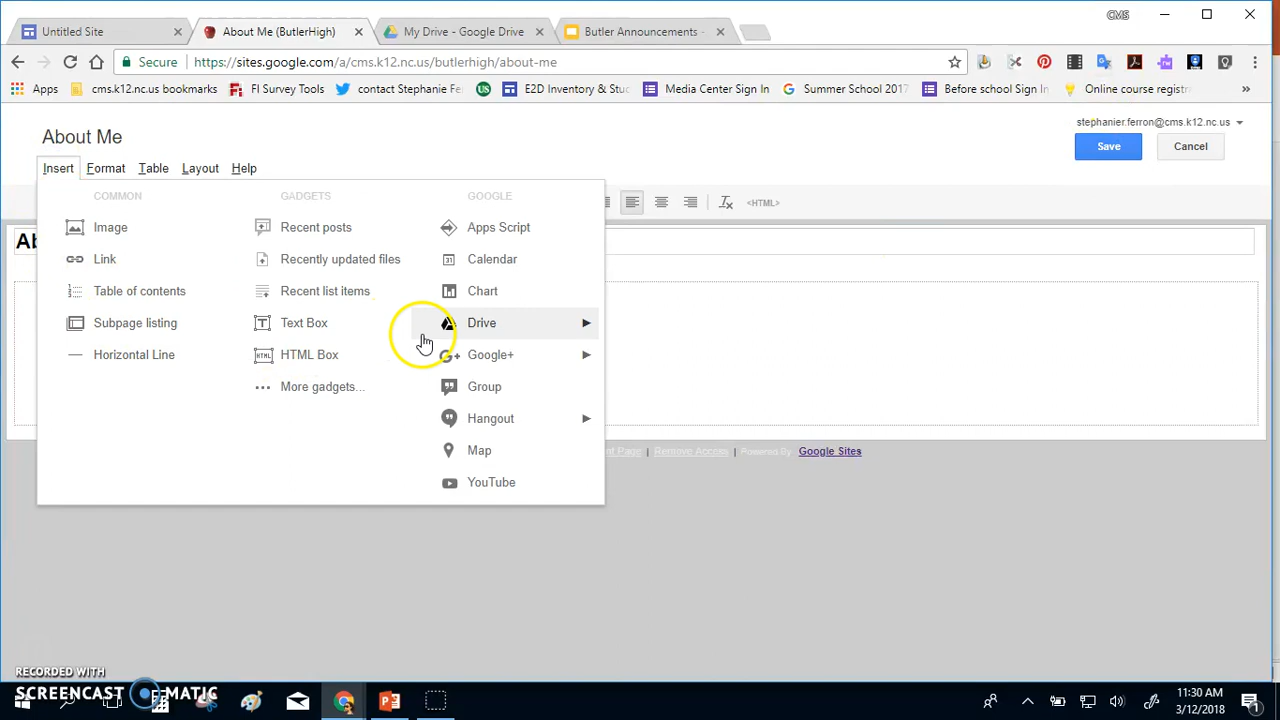 CMS
Untitled Site
About Me (ButlerHigh)
My Drive - Google Drive
Butler Announcements -
Secure
https://sites.google.com/a/cms.k12.nc.us/butlerhigh/about-me
Apps
cms.k12.nc.us bookmarks
FI Survey Tools
contact Stephanie Fe
E2D Inventory & Stu
Media Center Sign In
Summer School 2017
Before school Sign In
Online course registr
»
stephanier.ferron@cms.k12.nc.us
About Me
Save
Cancel
Insert
Format
Table
Layout
Help
<HTML>
COMMON
GADGETS
GOOGLE
Image
Recent posts
Apps Script
Link
Recently updated files
Calendar
Table of contents
Recent list items
Chart
Subpage listing
Text Box
Drive
Horizontal Line
HTML Box
Google+
More gadgets...
Group
Hangout
Map
YouTube
nt Page | Remove Access | Powered By Google Sites
RECORDED WITH
SCREENCAST MATIC
11:30 AM
3/12/2018